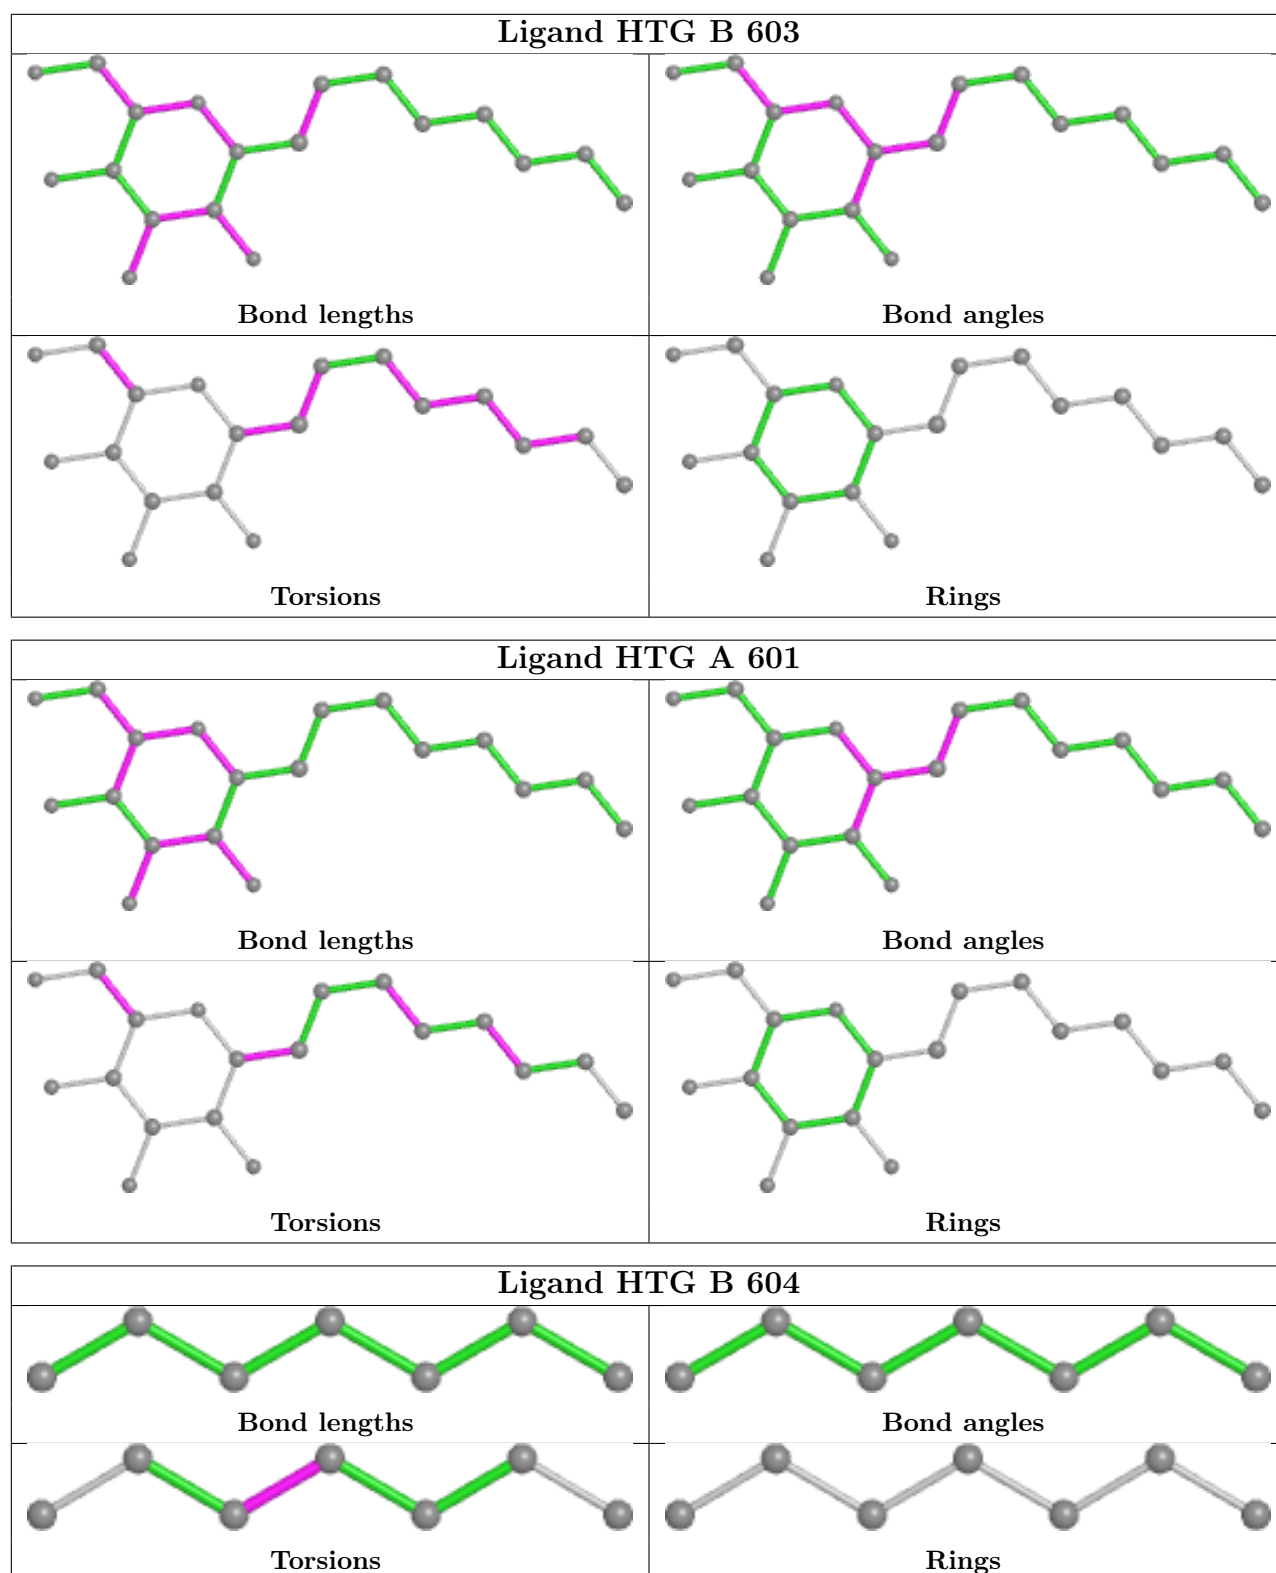 Ligand HTG B 603
Bond lengths
Bond angles
Torsions
Rings
Ligand HTG A 601
Bond lengths
Bond angles
Torsions
Rings
Ligand HTG B 604
Bond lengths
Bond angles
Torsions
Rings